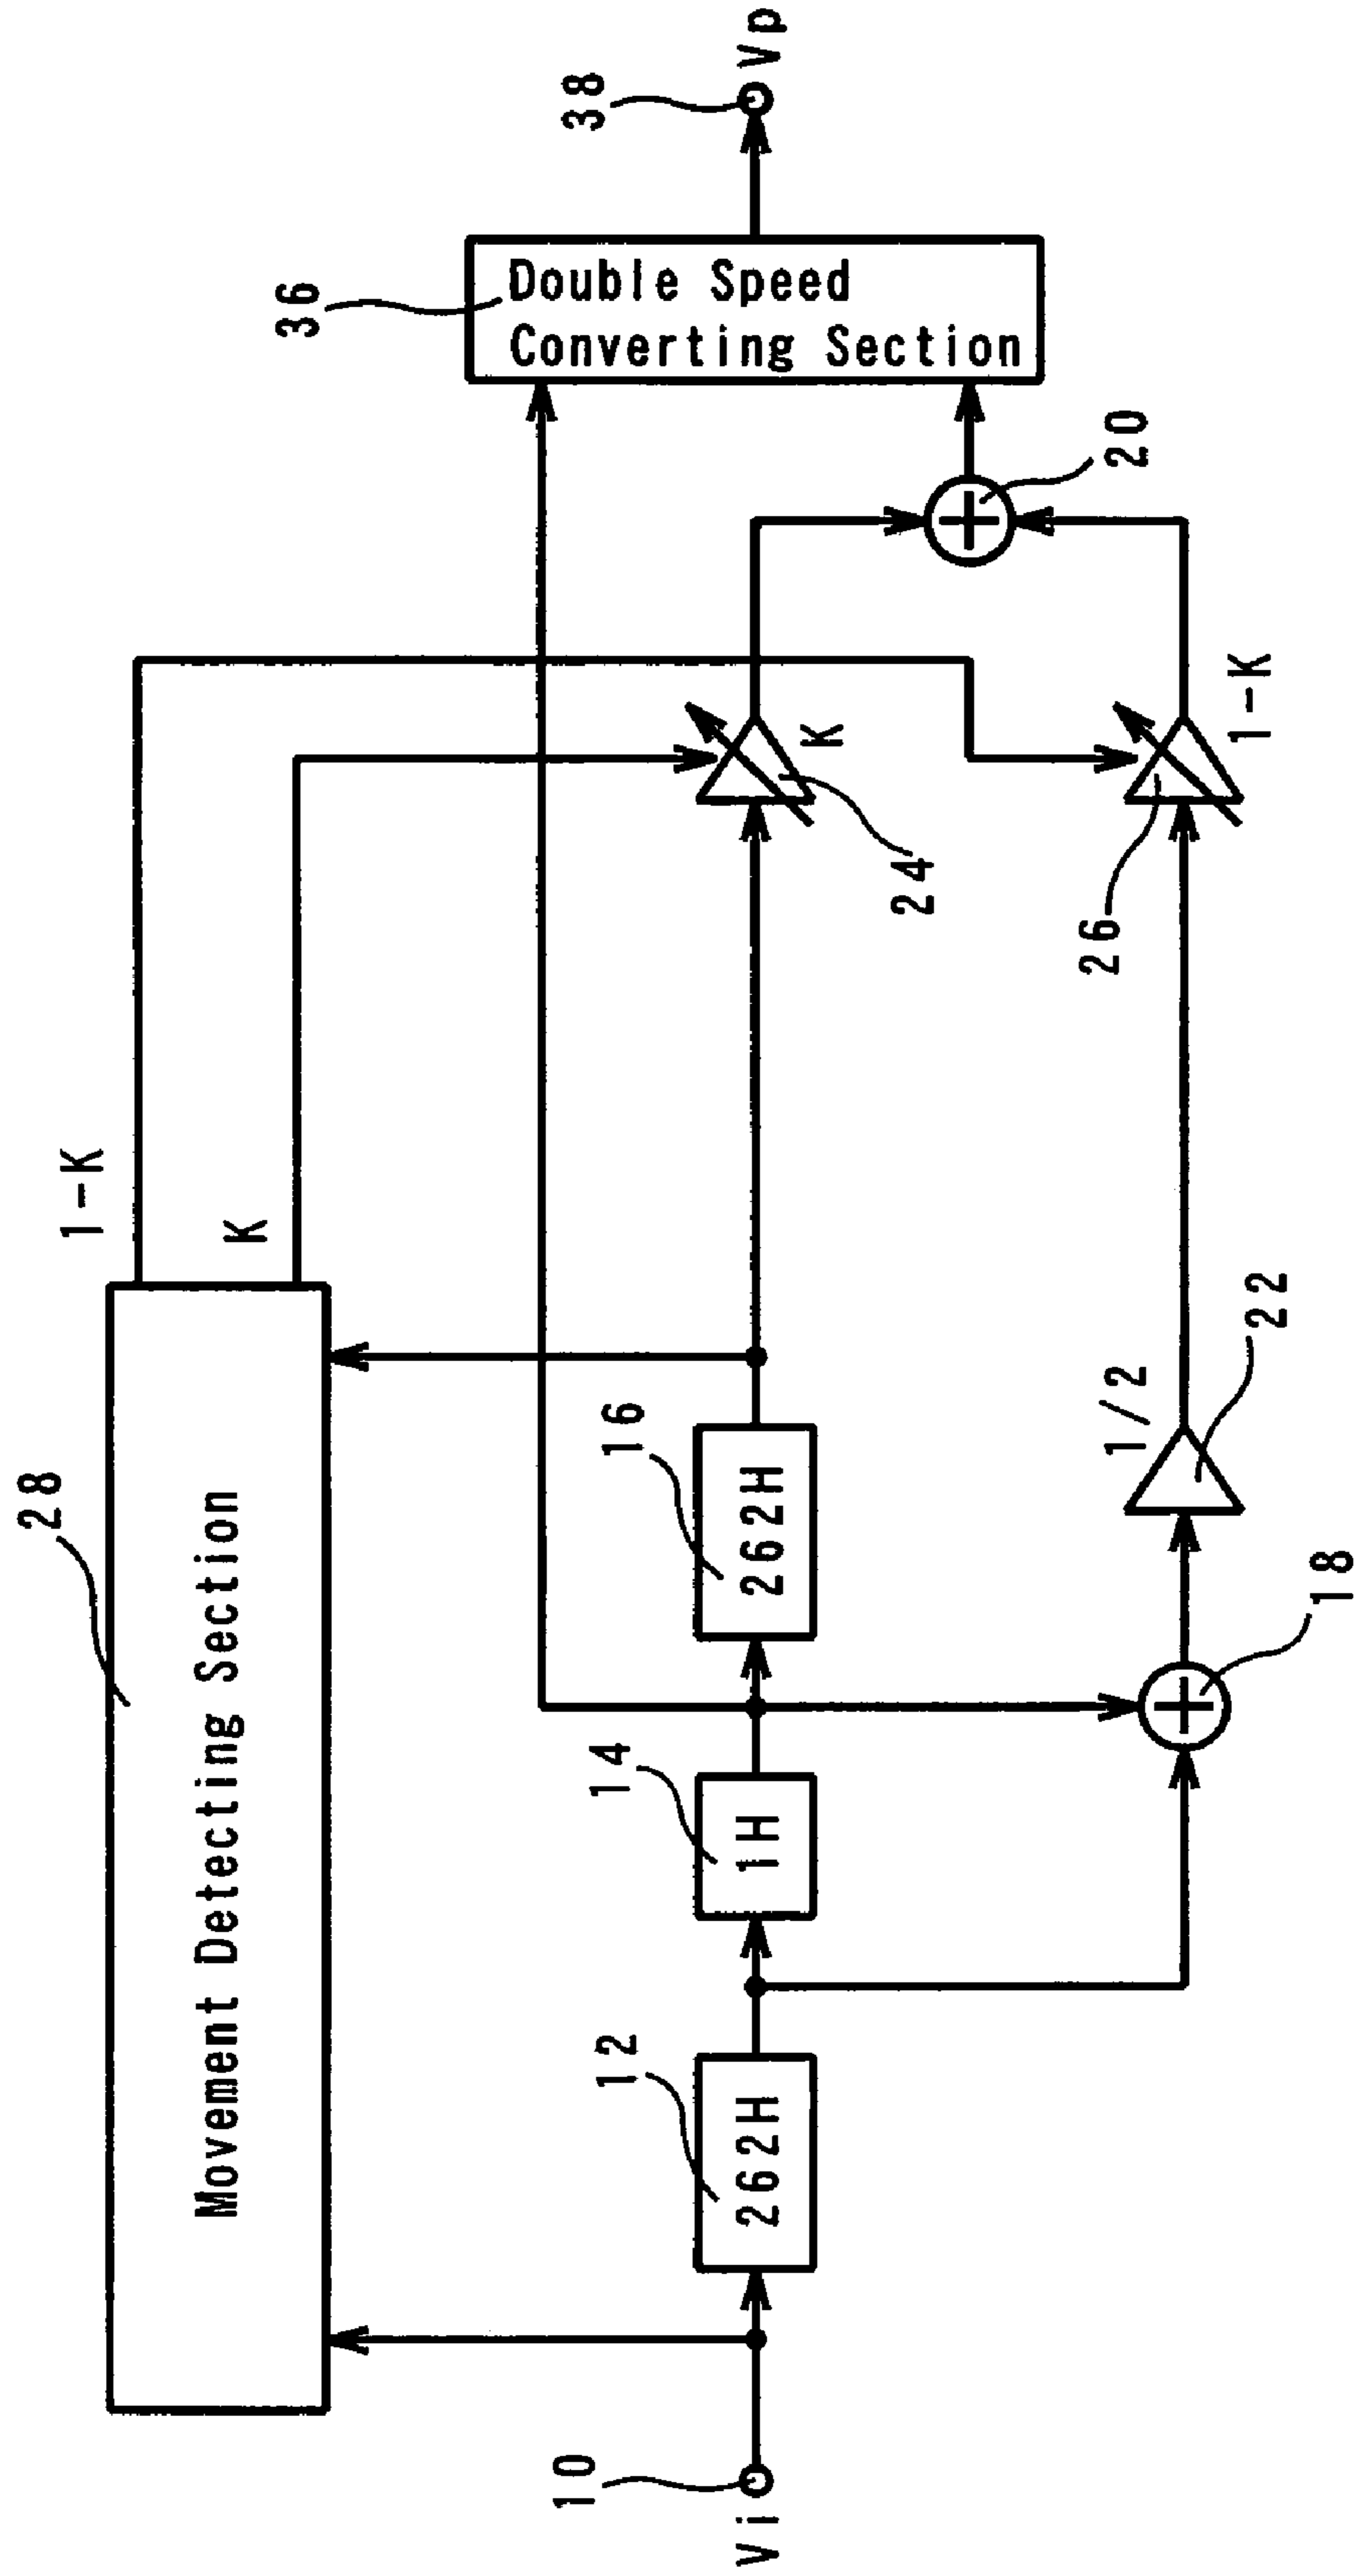 28
Movement Detecting Section
1-K
K
36
Double Speed
Converting Section
38
Vp
10
Vi
12
262H
14
1H
16
262H
24
K
20
18
1/2
22
26
1-K